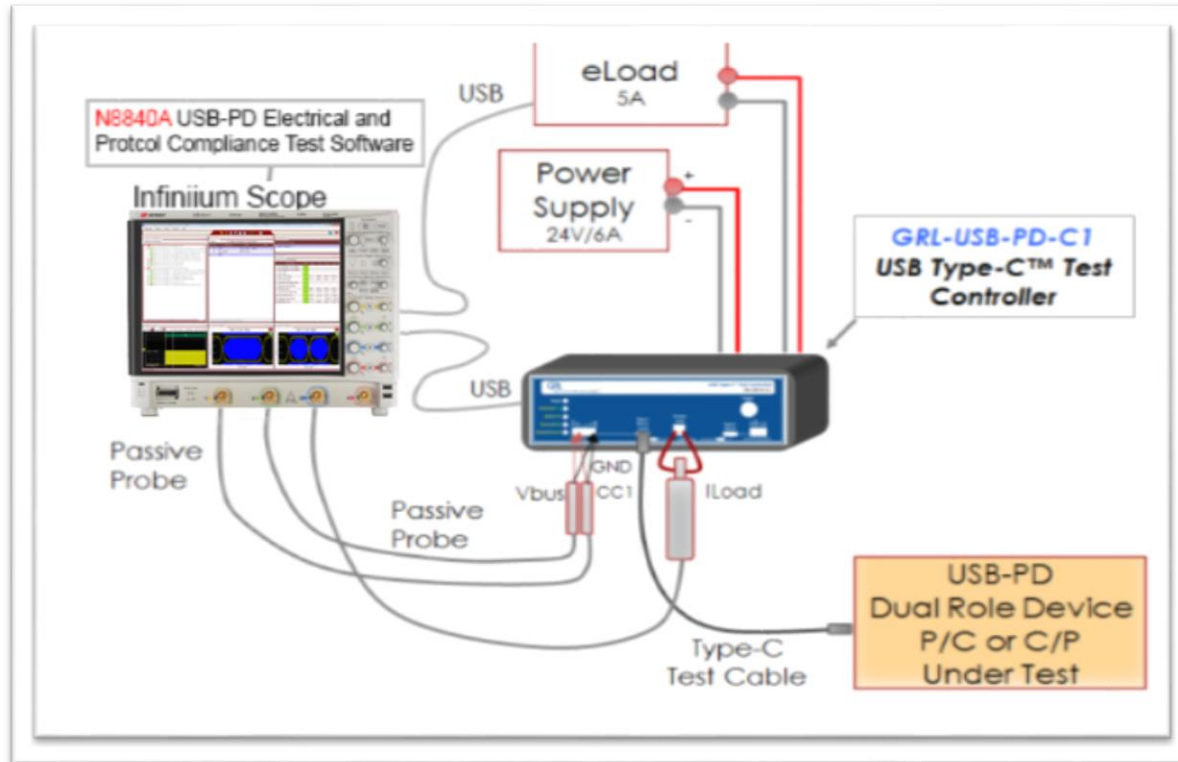 eLoad
5A
USB
N8840A USB-PD Electrical and
Protcol Compliance Test Software
Infiniium Scope
Power
Supply
24V/6A
+
-
GRL-USB-PD-C1
USB Type-C™ Test
Controller
USB
Passive
Probe
GND
Vbus
CC1
ILoad
Passive
Probe
Type-C
Test Cable
USB-PD
Dual Role Device
P/C or C/P
Under Test